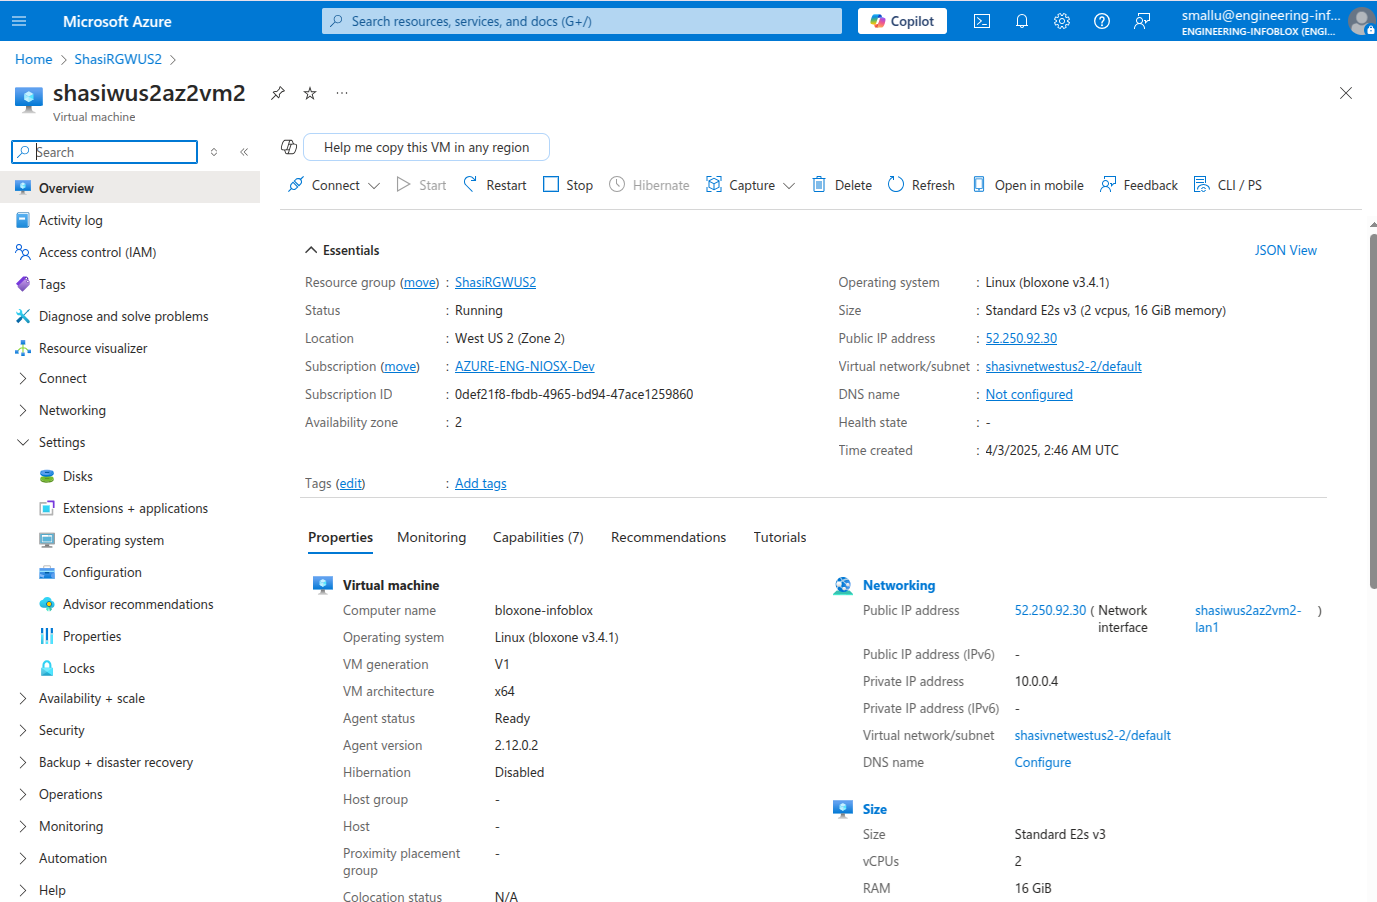 Microsoft Azure
Search resources, services, and docs (G+/)
Copilot
smallu@engineering-inf...
ENGINEERING-INFOBLOX (ENGI...
Home > ShasiRGWUS2 >
shasiwus2az2vm2
Virtual machine
Search
Help me copy this VM in any region
Connect
Start
Restart
Stop
Hibernate
Capture
Delete
Refresh
Open in mobile
Feedback
CLI / PS
Overview
Activity log
Access control (IAM)
Tags
Diagnose and solve problems
Resource visualizer
Connect
Networking
Settings
Disks
Extensions + applications
Operating system
Configuration
Advisor recommendations
Properties
Locks
Availability + scale
Security
Backup + disaster recovery
Operations
Monitoring
Automation
Help
Essentials
JSON View
Resource group (move) : ShasiRGWUS2
Status : Running
Location : West US 2 (Zone 2)
Subscription (move) : AZURE-ENG-NIOSX-Dev
Subscription ID : 0def21f8-fbdb-4965-bd94-47ace1259860
Availability zone : 2
Operating system : Linux (bloxone v3.4.1)
Size : Standard E2s v3 (2 vcpus, 16 GiB memory)
Public IP address : 52.250.92.30
Virtual network/subnet : shasivnetwestus2-2/default
DNS name : Not configured
Health state : -
Time created : 4/3/2025, 2:46 AM UTC
Tags (edit) : Add tags
Properties
Monitoring
Capabilities (7)
Recommendations
Tutorials
Virtual machine
Computer name bloxone-infoblox
Operating system Linux (bloxone v3.4.1)
VM generation V1
VM architecture x64
Agent status Ready
Agent version 2.12.0.2
Hibernation Disabled
Host group -
Host -
Proximity placement -
group
Colocation status N/A
Networking
Public IP address 52.250.92.30 ( Network shasiwus2az2vm2- )
interface lan1
Public IP address (IPv6) -
Private IP address 10.0.0.4
Private IP address (IPv6) -
Virtual network/subnet shasivnetwestus2-2/default
DNS name Configure
Size
Size Standard E2s v3
vCPUs 2
RAM 16 GiB